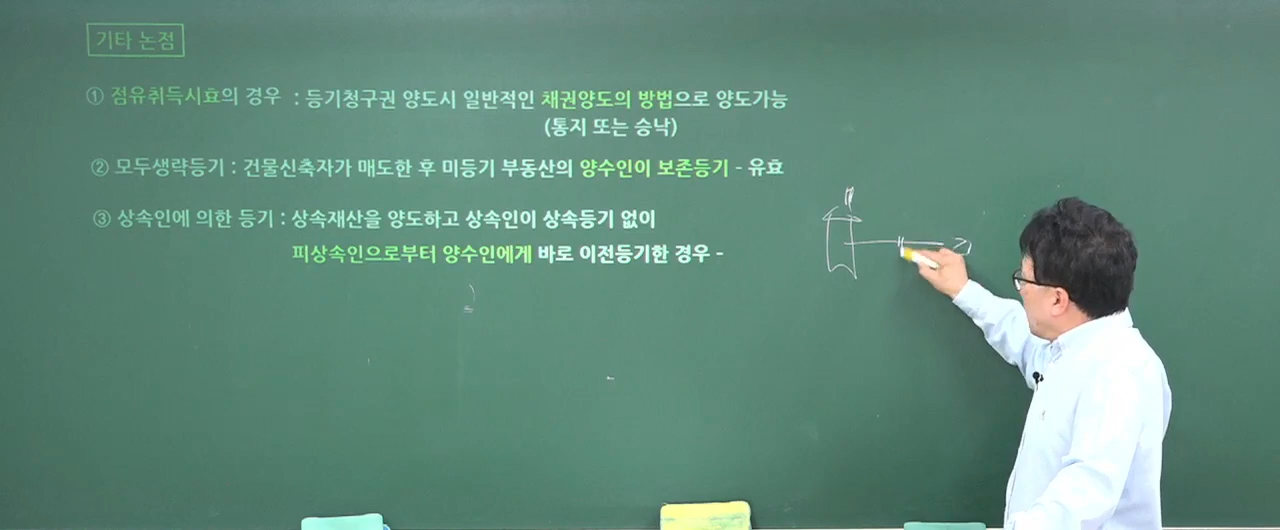 기타 논점
① 점유취득시효의 경우 : 등기청구권 양도시 일반적인 채권양도의 방법으로 양도가능
(통지 또는 승낙)
② 모두생략등기 : 건물신축자가 매도한 후 미등기 부동산의 양수인이 보존등기 - 유효
③ 상속인에 의한 등기 : 상속재산을 양도하고 상속인이 상속등기 없이
피상속인으로부터 양수인에게 바로 이전등기한 경우 -